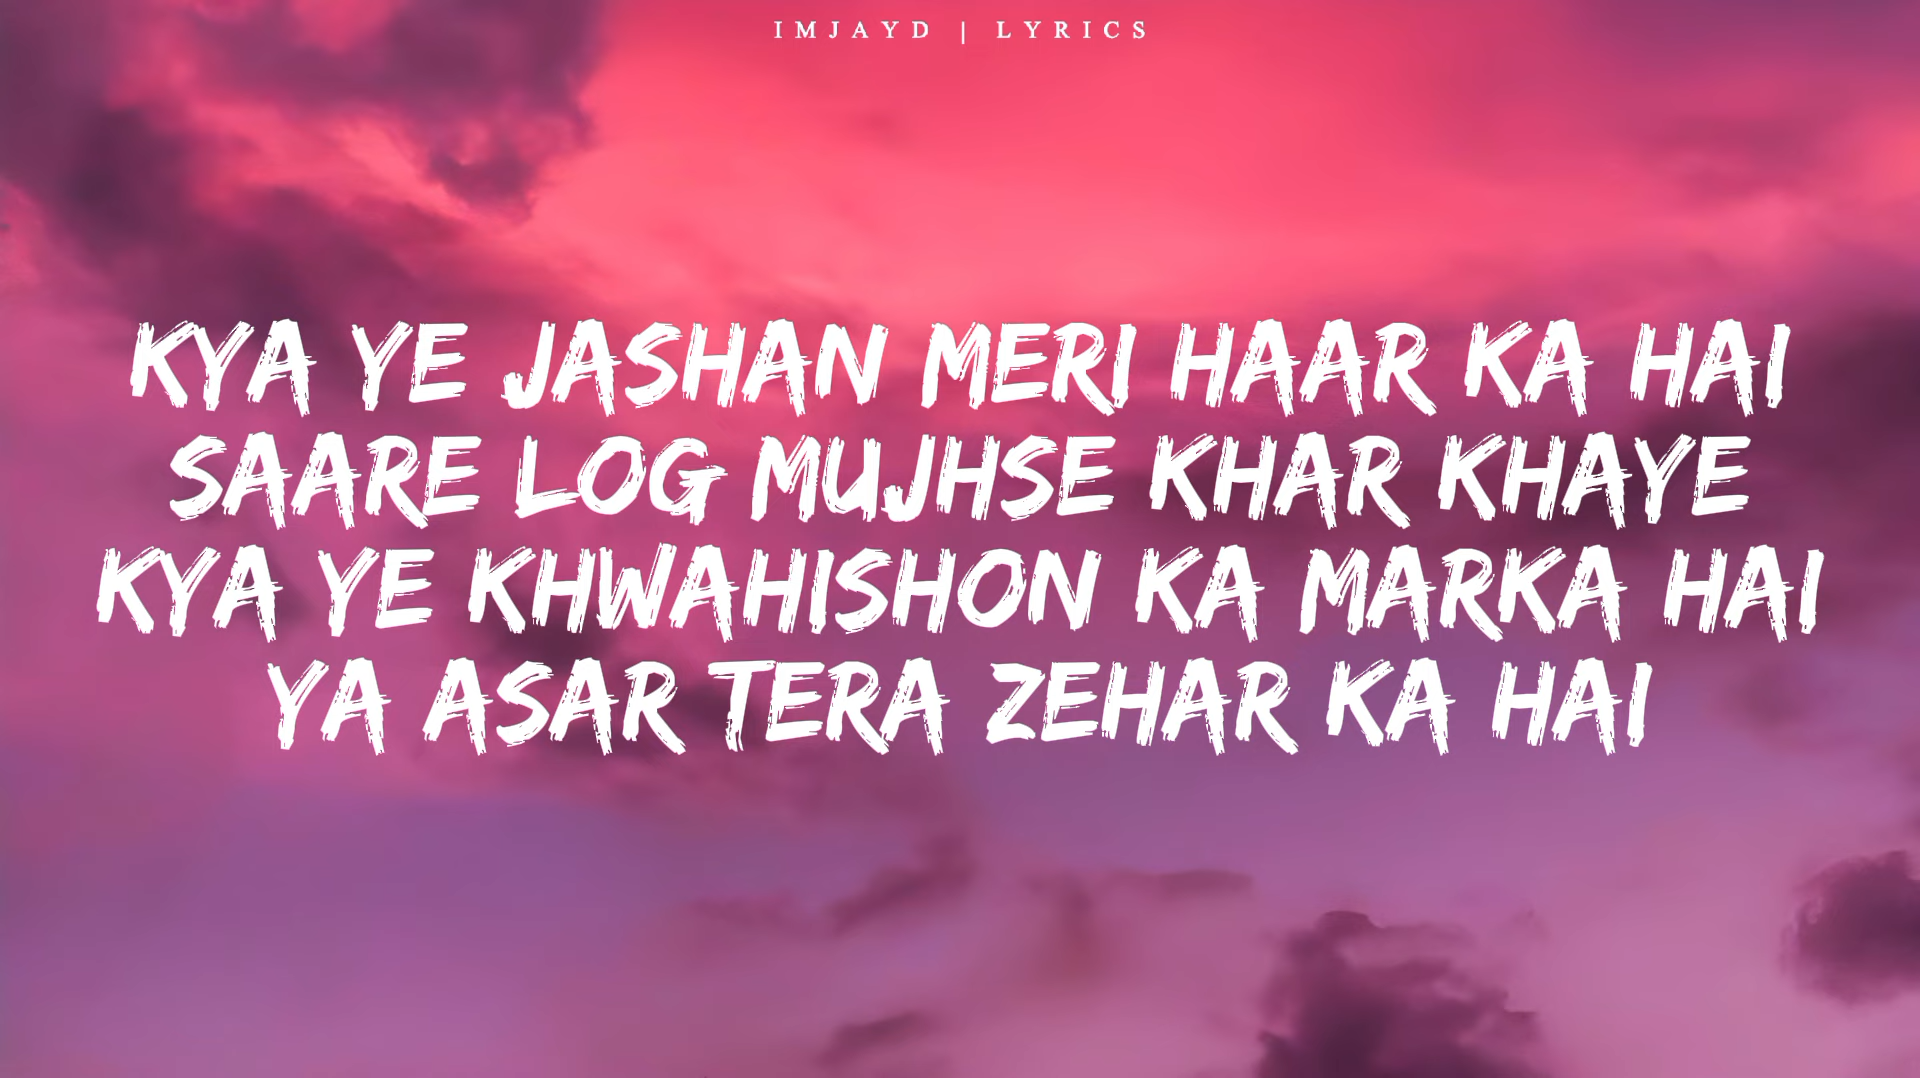 IMJAYD | LYRICS
KYA YE JASHAN MERI HAAR KA HAI
SAARE LOG MUJHSE KHAR KHAYE
KYA YE KHWAHISHON KA MARKA HAI
YA ASAR TERA ZEHAR KA HAI